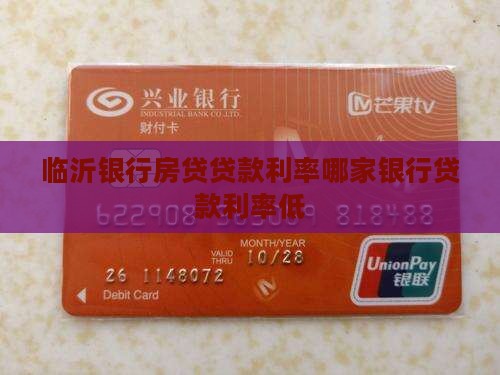 兴业银行
INDUSTRIAL BANK CO.,LTD.
财付卡
芒果tv
临沂银行房贷贷款利率哪家银行贷
款利率低
622908 818488
MONTH/YEAR
VALID THRU 10/28
26 1148072
Debit Card
UnionPay
银联